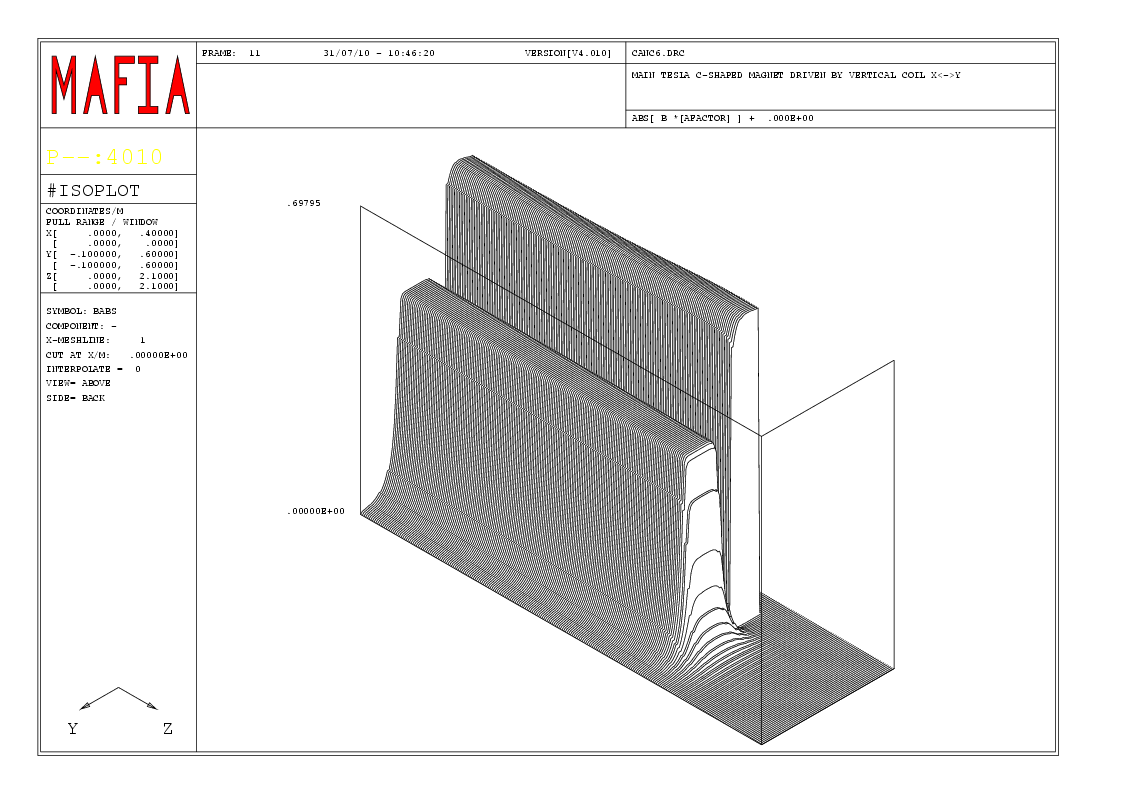 MAFIA
FRAME: 11 31/07/10 - 10:46:20 VERSION[V4.010]
CANC6.DRC
MAIN TESLA C-SHAPED MAGNET DRIVEN BY VERTICAL COIL X<->Y
ABS[ B *[AFACTOR] ] + .000E+00
P--:4010
#ISOPLOT
COORDINATES/M
FULL RANGE / WINDOW
X[ .0000, .40000]
[ .0000, .0000]
Y[ -.100000, .60000]
[ -.100000, .60000]
Z[ .0000, 2.1000]
[ .0000, 2.1000]
SYMBOL: BABS
COMPONENT: -
X-MESHLINE: 1
CUT AT X/M: .00000E+00
INTERPOLATE = 0
VIEW= ABOVE
SIDE= BACK
.69795
.00000E+00
Y Z